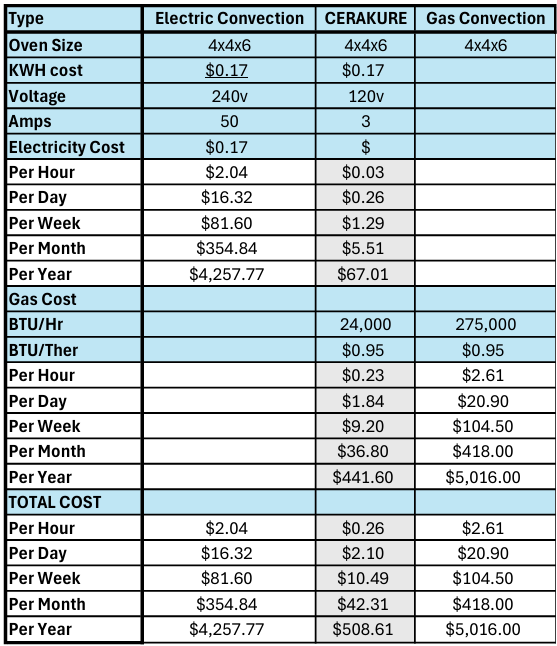 Type Electric Convection CERAKURE Gas Convection
Oven Size 4x4x6 4x4x6 4x4x6
KWH cost $0.17 $0.17
Voltage 240v 120v
Amps 50 3
Electricity Cost $0.17 $
Per Hour $2.04 $0.03
Per Day $16.32 $0.26
Per Week $81.60 $1.29
Per Month $354.84 $5.51
Per Year $4,257.77 $67.01
Gas Cost
BTU/Hr 24,000 275,000
BTU/Ther $0.95 $0.95
Per Hour $0.23 $2.61
Per Day $1.84 $20.90
Per Week $9.20 $104.50
Per Month $36.80 $418.00
Per Year $441.60 $5,016.00
TOTAL COST
Per Hour $2.04 $0.26 $2.61
Per Day $16.32 $2.10 $20.90
Per Week $81.60 $10.49 $104.50
Per Month $354.84 $42.31 $418.00
Per Year $4,257.77 $508.61 $5,016.00